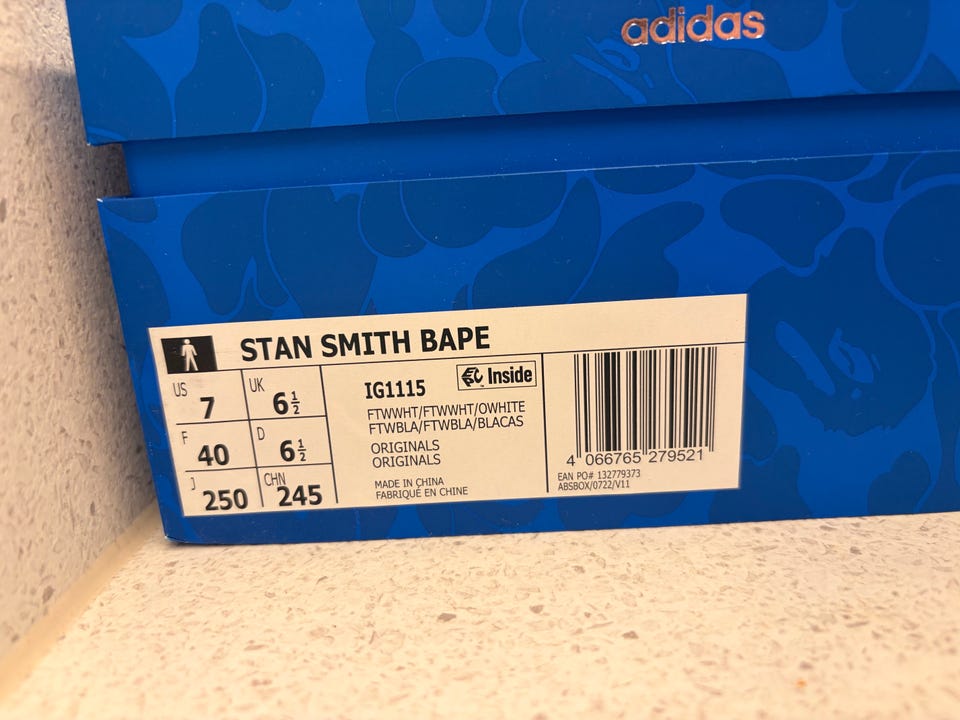 adidas
STAN SMITH BAPE
US 7 UK 6½
F 40 D 6½
J 250 CHN 245
IG1115
Inside
FTWWHT/FTWWHT/OWHITE
FTWBLA/FTWBLA/BLACAS
ORIGINALS
ORIGINALS
MADE IN CHINA
FABRIQUÉ EN CHINE
4 066765 279521
EAN PO# 132779373
ABSBOX/0722/V11